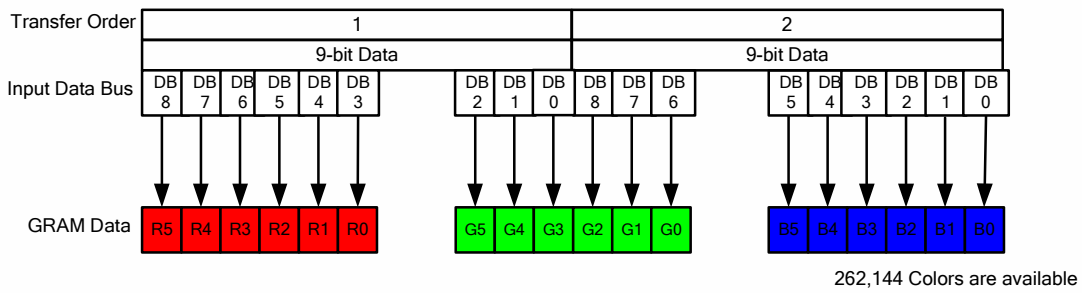 Transfer Order 1 2
9-bit Data 9-bit Data
Input Data Bus DB 8 DB 7 DB 6 DB 5 DB 4 DB 3 DB 2 DB 1 DB 0 DB 8 DB 7 DB 6 DB 5 DB 4 DB 3 DB 2 DB 1 DB 0
GRAM Data R5 R4 R3 R2 R1 R0 G5 G4 G3 G2 G1 G0 B5 B4 B3 B2 B1 B0
262,144 Colors are available